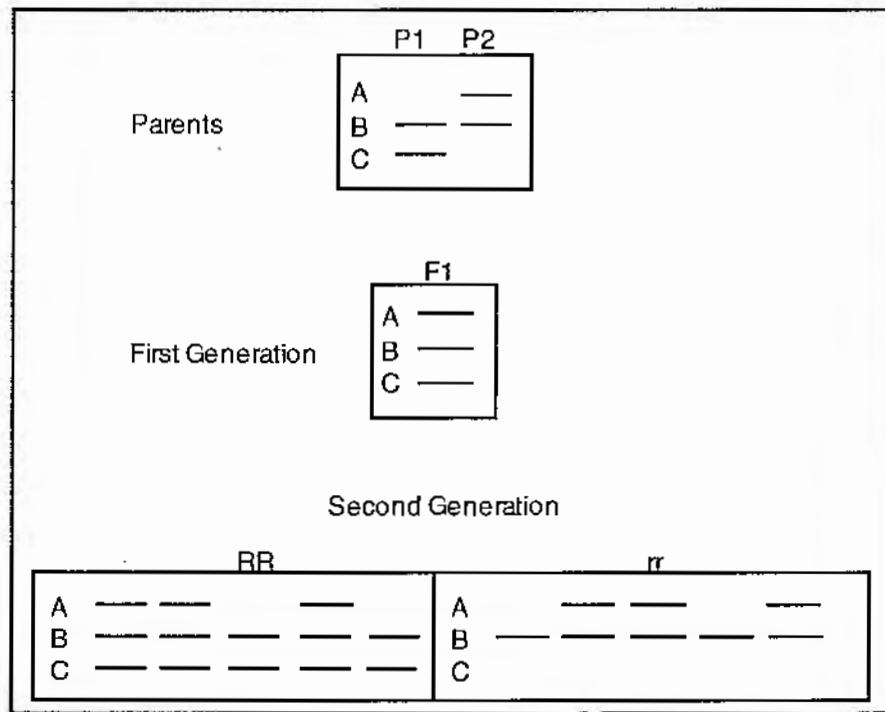 P1 P2
A
Parents
B
C
F1
A
First Generation
B
C
Second Generation
RR rr
A A
B B
C C